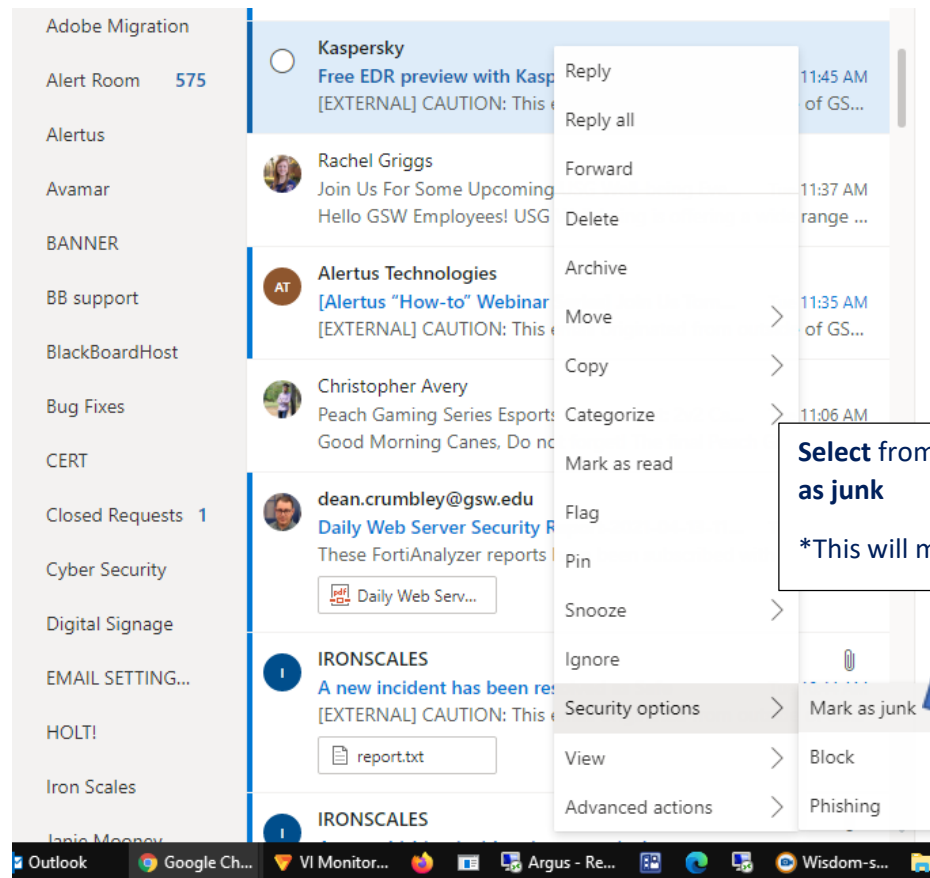 Adobe Migration
Alert Room 575
Alertus
Avamar
BANNER
BB support
BlackBoardHost
Bug Fixes
CERT
Closed Requests 1
Cyber Security
Digital Signage
EMAIL SETTING...
HOLT!
Iron Scales
Janie Mooney
Kaspersky
Free EDR preview with Kasp
11:45 AM
[EXTERNAL] CAUTION: This
of GS...
Rachel Griggs
Join Us For Some Upcoming
11:37 AM
Hello GSW Employees! USG
range ...
AT
Alertus Technologies
[Alertus "How-to" Webinar
11:35 AM
[EXTERNAL] CAUTION: This
of GS...
Christopher Avery
Peach Gaming Series Esports
11:06 AM
Good Morning Canes, Do
dean.crumbley@gsw.edu
Daily Web Server Security R
These FortiAnalyzer reports
pdf
Daily Web Serv...
I
IRONSCALES
A new incident has been res
[EXTERNAL] CAUTION: This
report.txt
I
IRONSCALES
Reply
Reply all
Forward
Delete
Archive
Move
Copy
Categorize
Mark as read
Flag
Pin
Snooze
Ignore
Security options
View
Advanced actions
Mark as junk
Block
Phishing
Select from
as junk
*This will m
Outlook
Google Ch...
VI Monitor...
Argus - Re...
Wisdom-s...